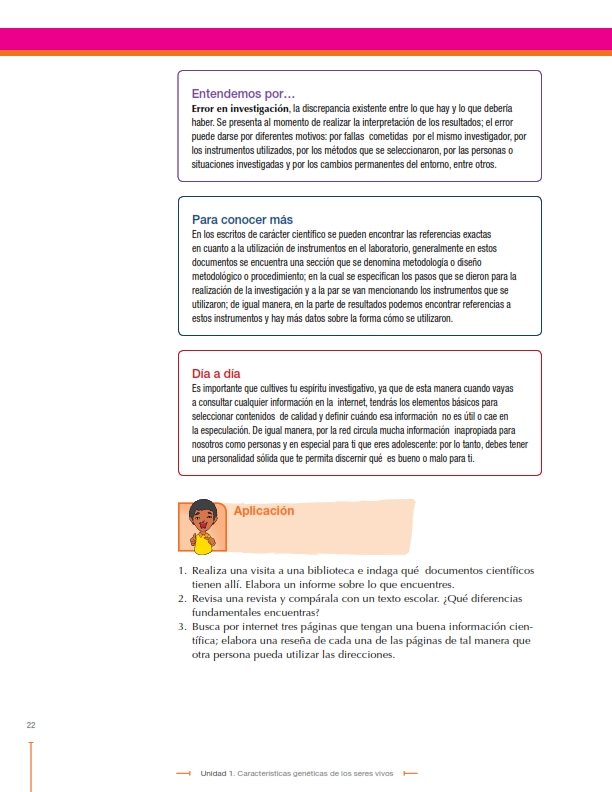 Entendemos por...
Error en investigación, la discrepancia existente entre lo que hay y lo que debería
haber. Se presenta al momento de realizar la interpretación de los resultados; el error
puede darse por diferentes motivos: por fallas cometidas por el mismo investigador, por
los instrumentos utilizados, por los métodos que se seleccionaron, por las personas o
situaciones investigadas y por los cambios permanentes del entorno, entre otros.
Para conocer más
En los escritos de carácter científico se pueden encontrar las referencias exactas
en cuanto a la utilización de instrumentos en el laboratorio, generalmente en estos
documentos se encuentra una sección que se denomina metodología o diseño
metodológico o procedimiento; en la cual se especifican los pasos que se dieron para la
realización de la investigación y a la par se van mencionando los instrumentos que se
utilizaron; de igual manera, en la parte de resultados podemos encontrar referencias a
estos instrumentos y hay más datos sobre la forma cómo se utilizaron.
Día a día
Es importante que cultives tu espíritu investigativo, ya que de esta manera cuando vayas
a consultar cualquier información en la internet, tendrás los elementos básicos para
seleccionar contenidos de calidad y definir cuándo esa información no es útil o cae en
la especulación. De igual manera, por la red circula mucha información inapropiada para
nosotros como personas y en especial para ti que eres adolescente: por lo tanto, debes tener
una personalidad sólida que te permita discernir qué es bueno o malo para ti.
Aplicación
1. Realiza una visita a una biblioteca e indaga qué documentos científicos
tienen allí. Elabora un informe sobre lo que encuentres.
2. Revisa una revista y compárala con un texto escolar. ¿Qué diferencias
fundamentales encuentras?
3. Busca por internet tres páginas que tengan una buena información cien-
tífica; elabora una reseña de cada una de las páginas de tal manera que
otra persona pueda utilizar las direcciones.
22
Unidad 1. Características genéticas de los seres vivos